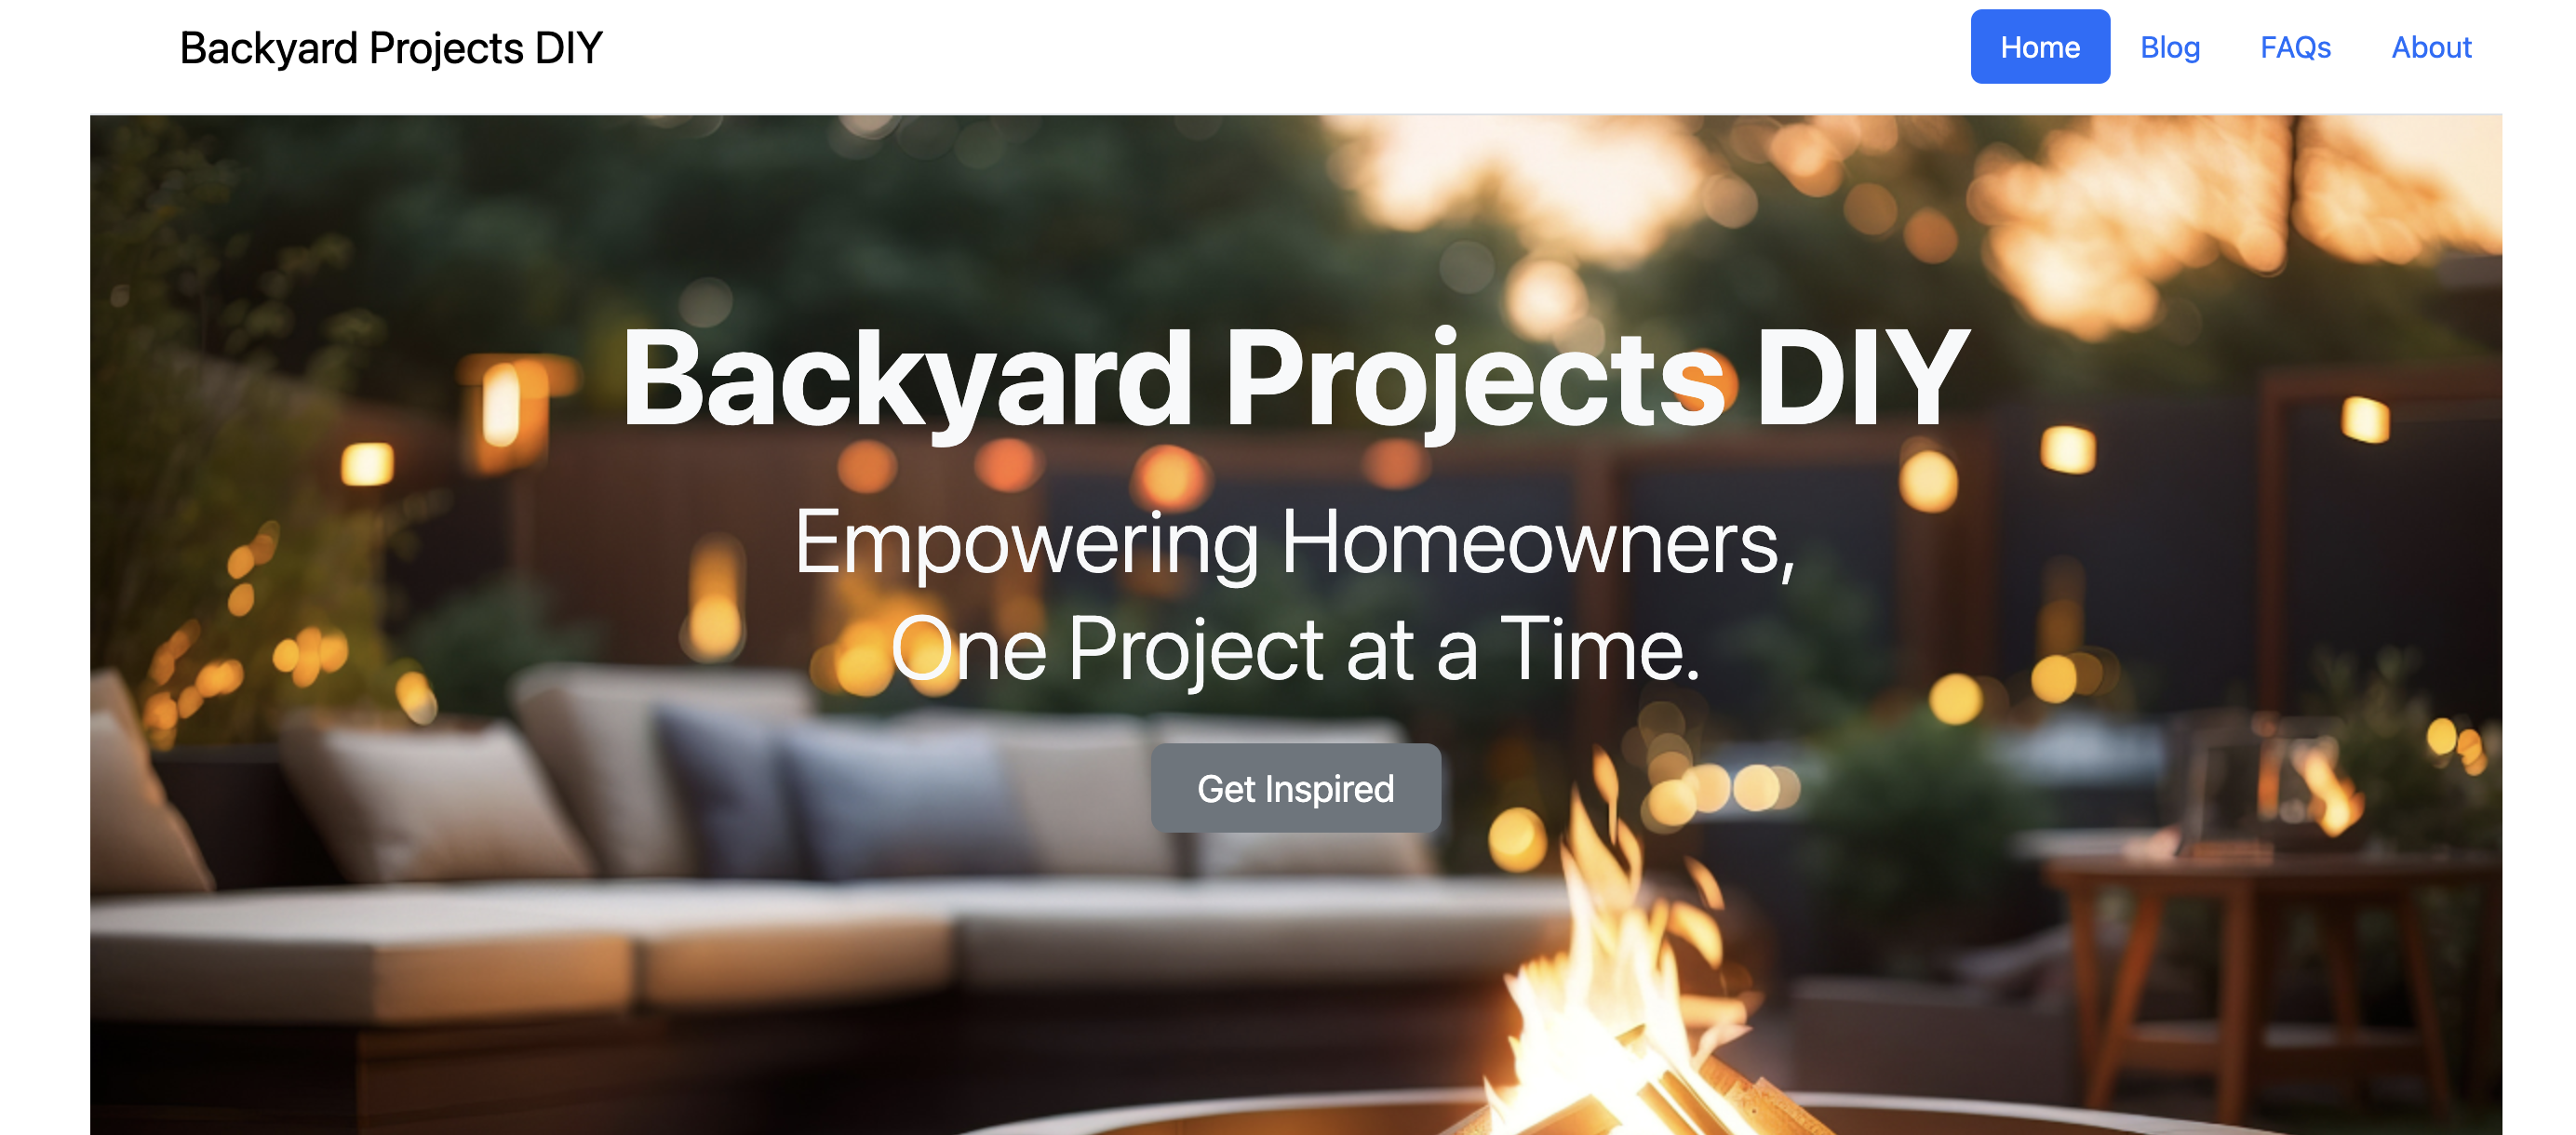 Backyard Projects DIY
Home Blog FAQs About
Backyard Projects DIY
Empowering Homeowners,
One Project at a Time.
Get Inspired